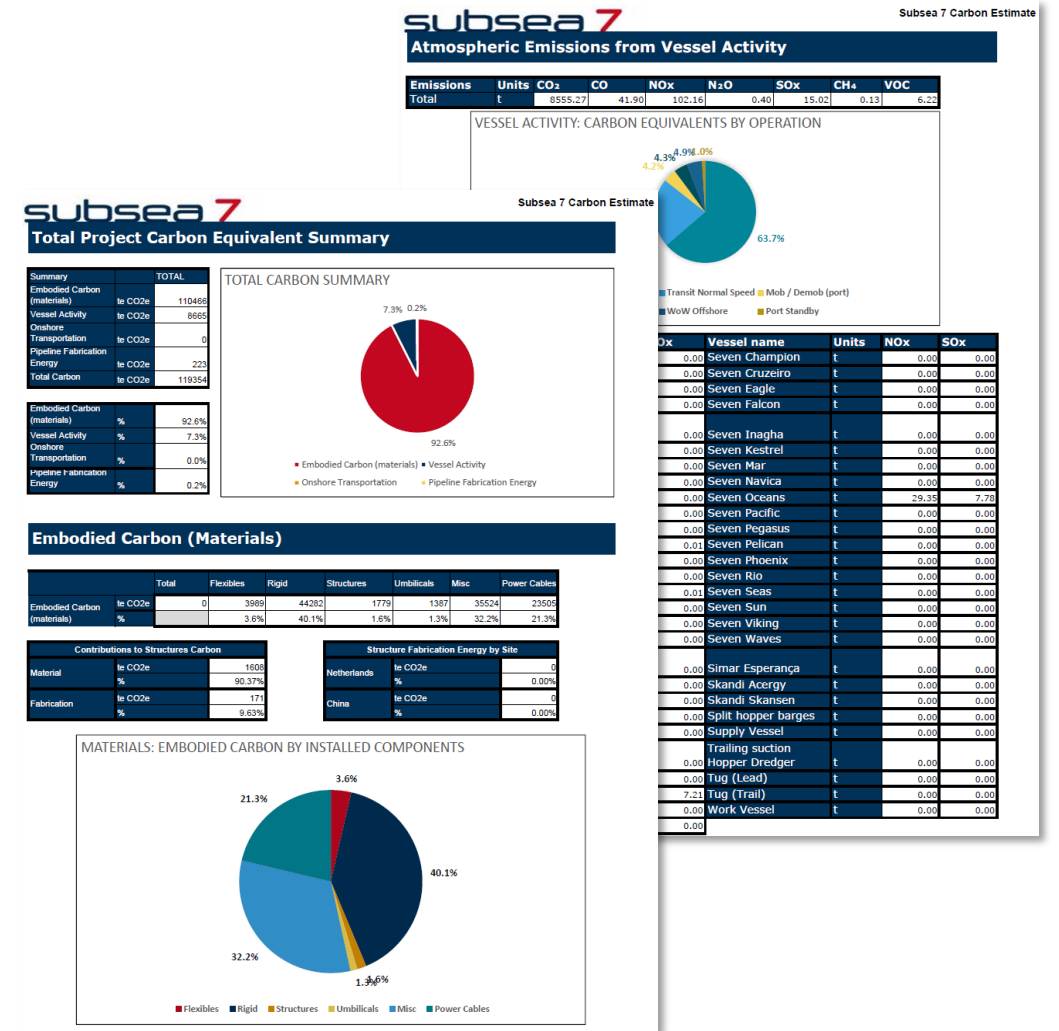 subsea 7
Subsea 7 Carbon Estimate
Atmospheric Emissions from Vessel Activity
Emissions Units CO₂ CO NOx N₂O SOx CH₄ VOC
Total t 8555.27 41.90 102.16 0.40 15.02 0.13 6.22
VESSEL ACTIVITY: CARBON EQUIVALENTS BY OPERATION
4.2% 4.3% 4.9% 1.0%
63.7%
Transit Normal Speed Mob / Demob (port)
WoW Offshore Port Standby
Ox Vessel name Units NOx SOx
0.00 Seven Champion t 0.00 0.00
0.00 Seven Cruzeiro t 0.00 0.00
0.00 Seven Eagle t 0.00 0.00
0.00 Seven Falcon t 0.00 0.00
0.00 Seven Inagha t 0.00 0.00
0.00 Seven Kestrel t 0.00 0.00
0.00 Seven Mar t 0.00 0.00
0.00 Seven Navica t 0.00 0.00
0.00 Seven Oceans t 29.35 7.78
0.00 Seven Pacific t 0.00 0.00
0.00 Seven Pegasus t 0.00 0.00
0.01 Seven Pelican t 0.00 0.00
0.00 Seven Phoenix t 0.00 0.00
0.00 Seven Rio t 0.00 0.00
0.01 Seven Seas t 0.00 0.00
0.00 Seven Sun t 0.00 0.00
0.00 Seven Viking t 0.00 0.00
0.00 Seven Waves t 0.00 0.00
0.00 Simar Esperança t 0.00 0.00
0.00 Skandi Acergy t 0.00 0.00
0.00 Skandi Skansen t 0.00 0.00
0.00 Split hopper barges t 0.00 0.00
0.00 Supply Vessel t 0.00 0.00
Trailing suction
0.00 Hopper Dredger t 0.00 0.00
0.00 Tug (Lead) t 0.00 0.00
7.21 Tug (Trail) t 0.00 0.00
0.00 Work Vessel t 0.00 0.00
0.00
subsea 7
Subsea 7 Carbon Estimate
Total Project Carbon Equivalent Summary
Summary TOTAL
Embodied Carbon
(materials) te CO2e 110466
Vessel Activity te CO2e 8665
Onshore
Transportation te CO2e 0
Pipeline Fabrication
Energy te CO2e 223
Total Carbon te CO2e 119354
Embodied Carbon
(materials) % 92.6%
Vessel Activity % 7.3%
Onshore
Transportation % 0.0%
Pipeline Fabrication
Energy % 0.2%
TOTAL CARBON SUMMARY
7.3% 0.2%
92.6%
Embodied Carbon (materials) Vessel Activity
Onshore Transportation Pipeline Fabrication Energy
Embodied Carbon (Materials)
Total Flexibles Rigid Structures Umbilicals Misc Power Cables
Embodied Carbon te CO2e 0 3989 44282 1779 1387 35524 23505
(materials) % 3.6% 40.1% 1.6% 1.3% 32.2% 21.3%
Contributions to Structures Carbon
Material te CO2e 1608
% 90.37%
Fabrication te CO2e 171
% 9.63%
Structure Fabrication Energy by Site
Netherlands te CO2e 0
% 0.00%
China te CO2e 0
% 0.00%
MATERIALS: EMBODIED CARBON BY INSTALLED COMPONENTS
3.6%
21.3%
40.1%
32.2%
1.3% 1.6%
Flexibles Rigid Structures Umbilicals Misc Power Cables